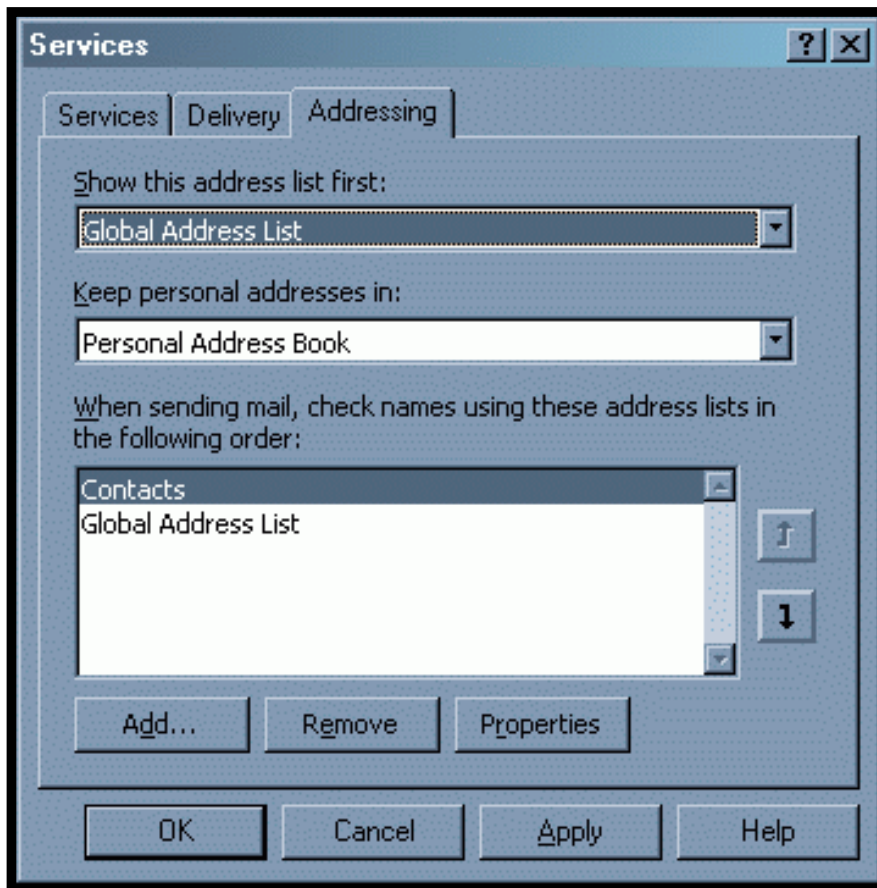 Services
Services Delivery Addressing
Show this address list first:
Global Address List
Keep personal addresses in:
Personal Address Book
When sending mail, check names using these address lists in
the following order:
Contacts
Global Address List
Add... Remove Properties
OK Cancel Apply Help